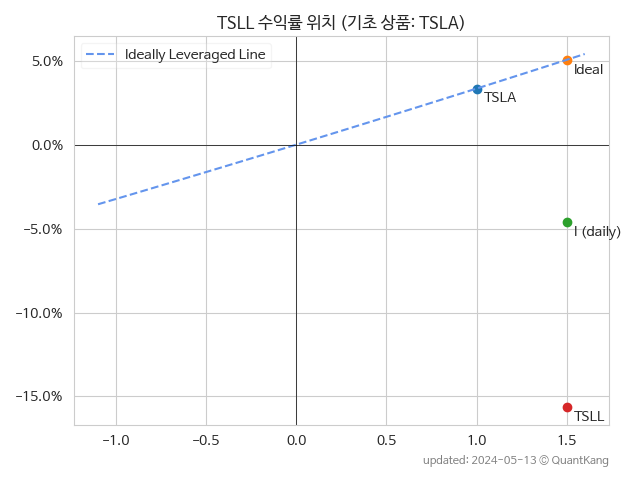 TSLL 수익률 위치 (기초 상품: TSLA)
Ideally Leveraged Line
5.0%
0.0%
−5.0%
−10.0%
−15.0%
Ideal
TSLA
I (daily)
TSLL
−1.0 −0.5 0.0 0.5 1.0 1.5
updated: 2024-05-13 © QuantKang